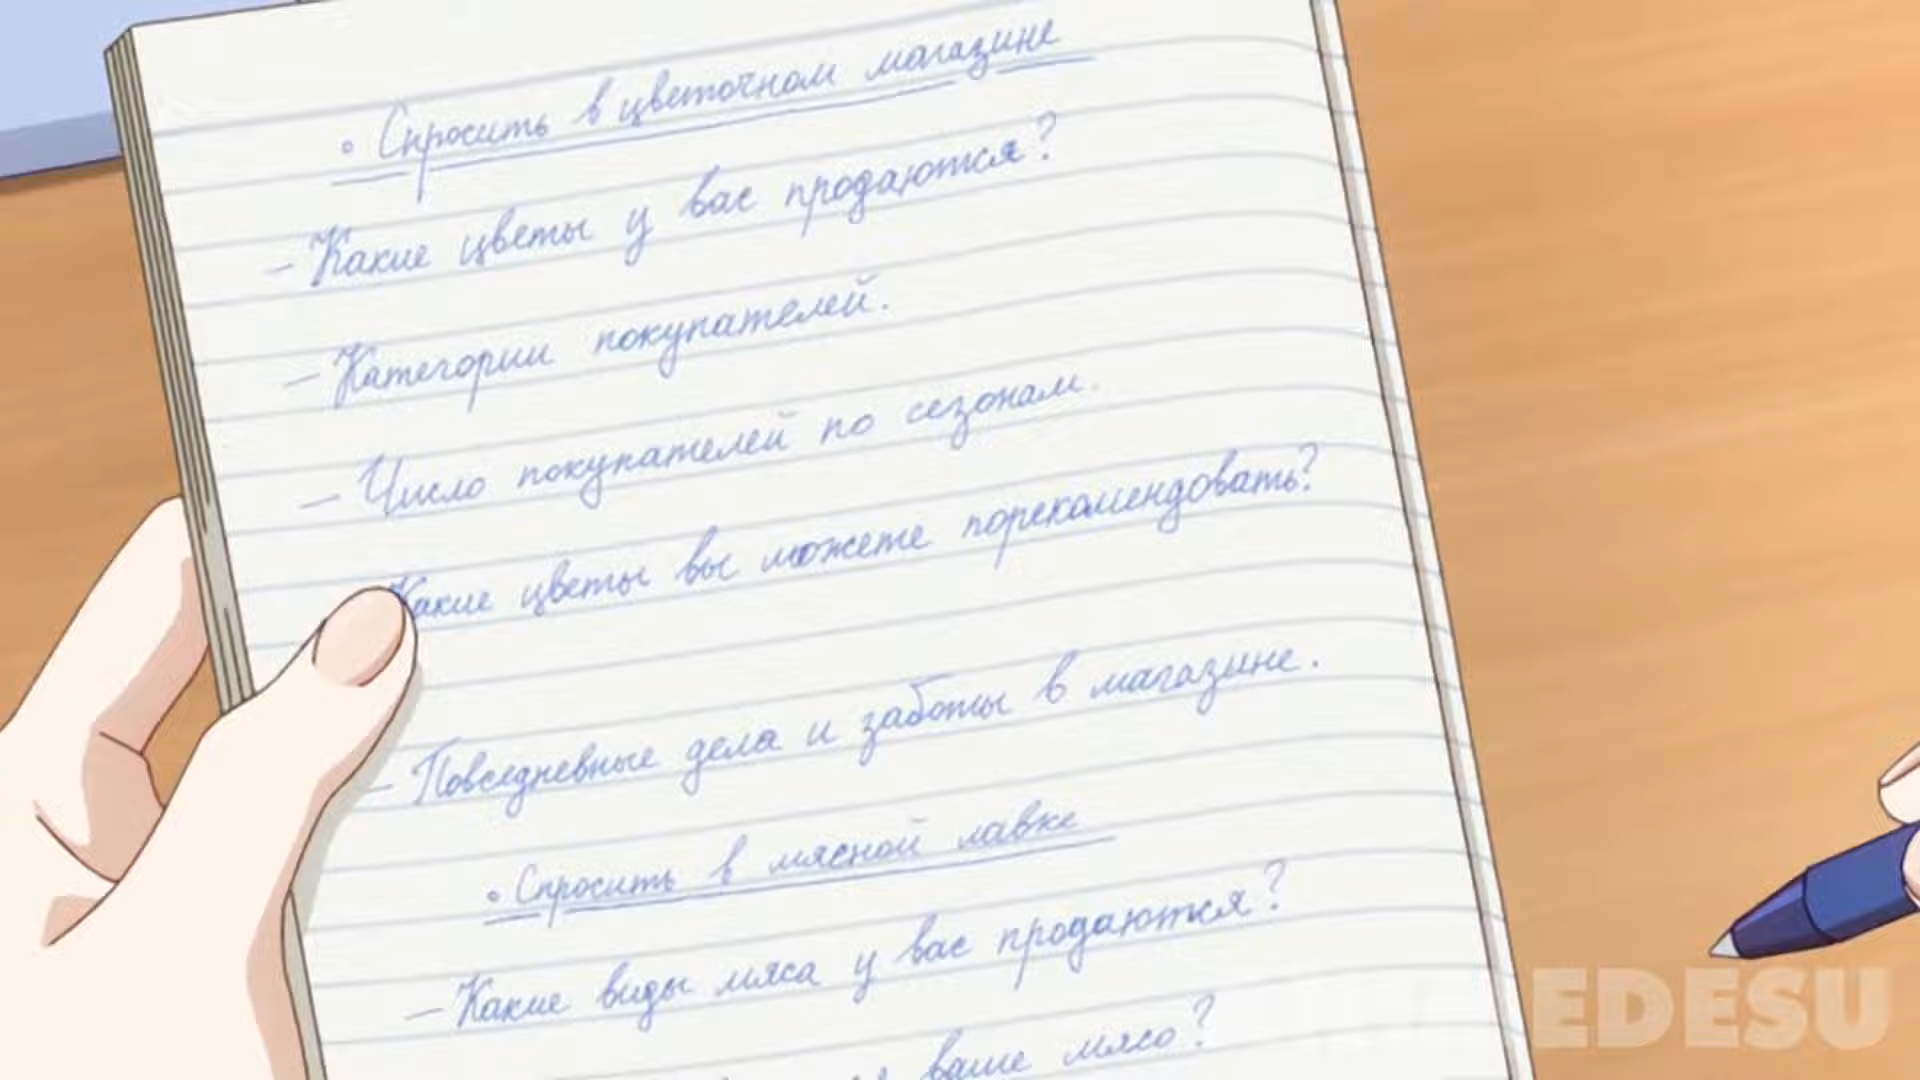 • Спросить в цветочном магазине
— Какие цветы у вас продаются?
— Категории покупателей.
— Число покупателей по сезонам.
Какие цветы вы можете порекомендовать?
— Повседневные дела и заботы в магазине.
• Спросить в мясной лавке
— Какие виды мяса у вас продаются?
ваше мясо?
EDESU